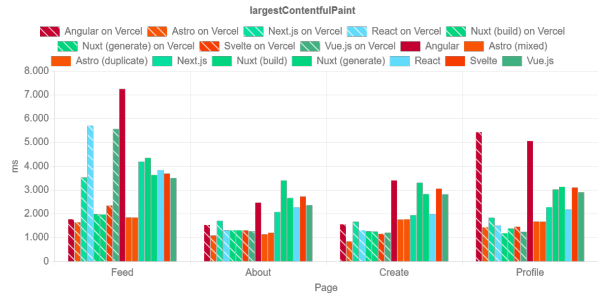 largestContentfulPaint
Angular on Vercel Astro on Vercel Next.js on Vercel React on Vercel Nuxt (build) on Vercel
Nuxt (generate) on Vercel Svelte on Vercel Vue.js on Vercel Angular Astro (mixed)
Astro (duplicate) Next.js Nuxt (build) Nuxt (generate) React Svelte Vue.js
8.000
7.000
6.000
5.000
4.000
3.000
2.000
1.000
0
ms
Feed About Create Profile
Page